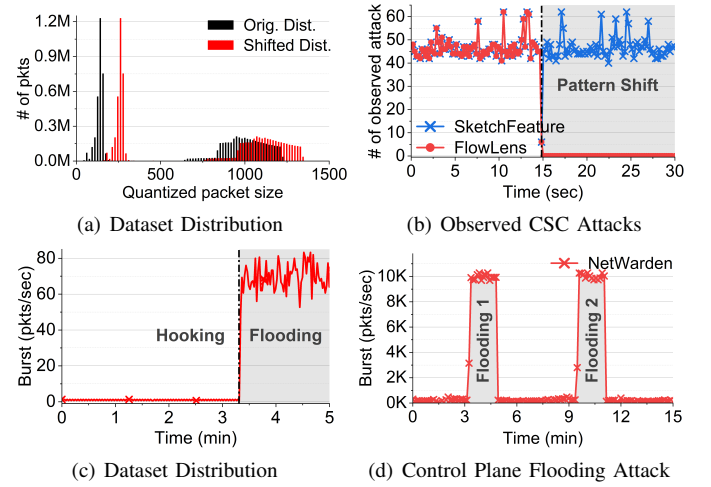 # of pkts
1.2M
0.9M
0.6M
0.3M
0.0M
Orig. Dist.
Shifted Dist.
0 500 1000 1500
Quantized packet size
(a) Dataset Distribution
# of observed attack
60
50
40
30
20
10
0
Pattern Shift
SketchFeature
FlowLens
0 5 10 15 20 25 30
Time (sec)
(b) Observed CSC Attacks
Burst (pkts/sec)
80
60
40
20
0
Hooking Flooding
0 1 2 3 4 5
Time (min)
(c) Dataset Distribution
Burst (pkts/sec)
10K
8K
6K
4K
2K
0K
NetWarden
Flooding 1
Flooding 2
0 3 6 9 12 15
Time (min)
(d) Control Plane Flooding Attack